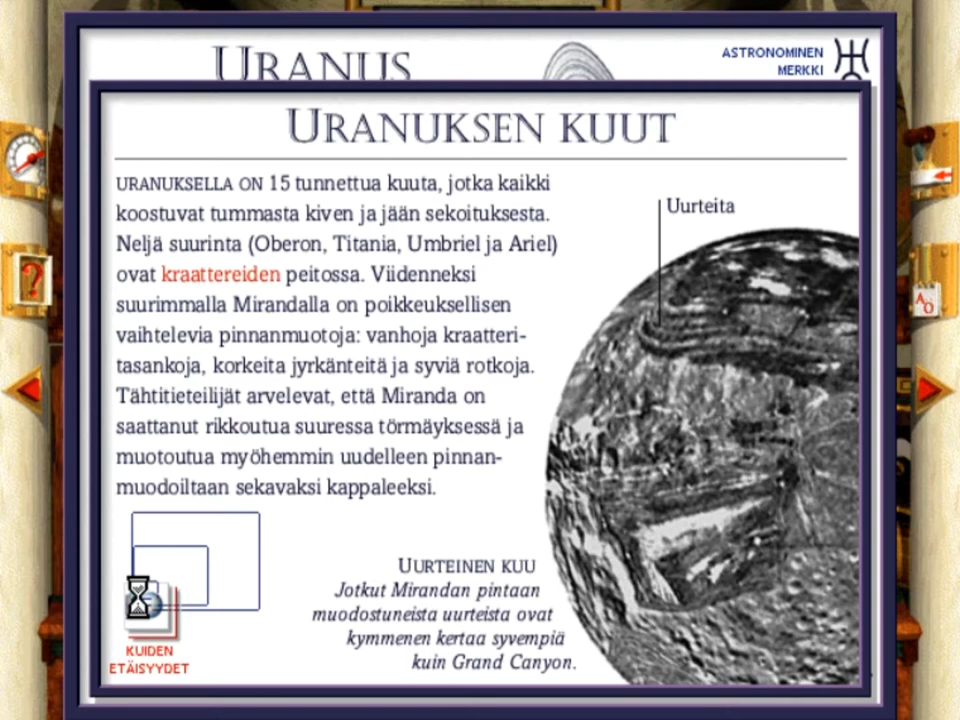 URANUS
ASTRONOMINEN
MERKKI
URANUKSEN KUUT
URANUKSELLA ON 15 tunnettua kuuta, jotka kaikki
koostuvat tummasta kiven ja jään sekoituksesta.
Neljä suurinta (Oberon, Titania, Umbriel ja Ariel)
ovat kraattereiden peitossa. Viidenneksi
suurimmalla Mirandalla on poikkeuksellisen
vaihtelevia pinnanmuotoja: vanhoja kraatteri-
tasankoja, korkeita jyrkänteitä ja syviä rotkoja.
Tähtitieteilijät arvelevat, että Miranda on
saattanut rikkoutua suuressa törmäyksessä ja
muotoutua myöhemmin uudelleen pinnan-
muodoiltaan sekavaksi kappaleeksi.
Uurteita
UURTEINEN KUU
Jotkut Mirandan pintaan
muodostuneista uurteista ovat
kymmenen kertaa syvempiä
kuin Grand Canyon.
KUIDEN
ETÄISYYDET
?
AÖ